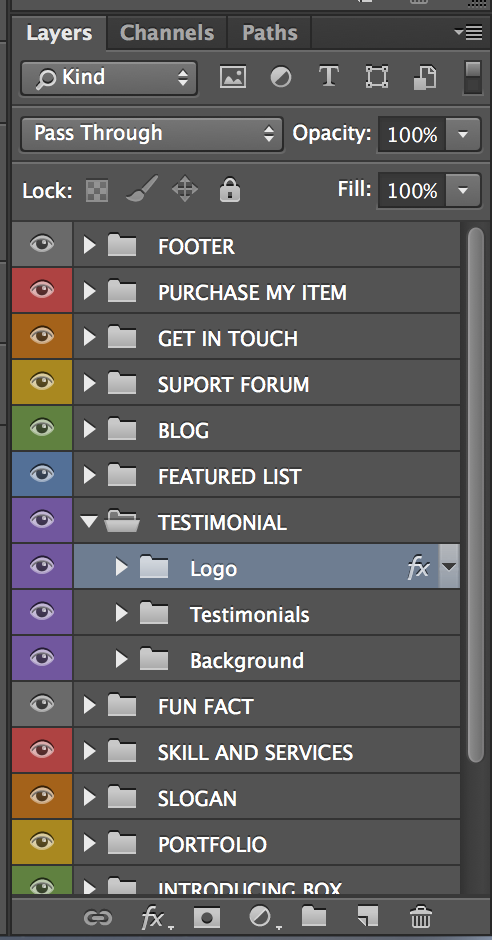 Layers Channels Paths
Kind T
Pass Through Opacity: 100%
Lock: Fill: 100%
FOOTER
PURCHASE MY ITEM
GET IN TOUCH
SUPORT FORUM
BLOG
FEATURED LIST
TESTIMONIAL
Logo fx
Testimonials
Background
FUN FACT
SKILL AND SERVICES
SLOGAN
PORTFOLIO
INTRODUCING BOX
fx